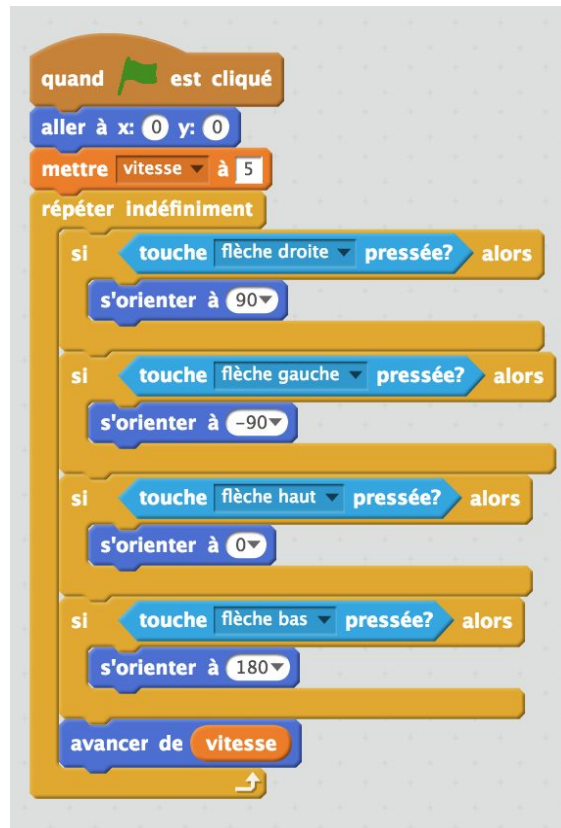 quand est cliqué
aller à x: 0 y: 0
mettre vitesse à 5
répéter indéfiniment
si touche flèche droite pressée? alors
s'orienter à 90
si touche flèche gauche pressée? alors
s'orienter à -90
si touche flèche haut pressée? alors
s'orienter à 0
si touche flèche bas pressée? alors
s'orienter à 180
avancer de vitesse